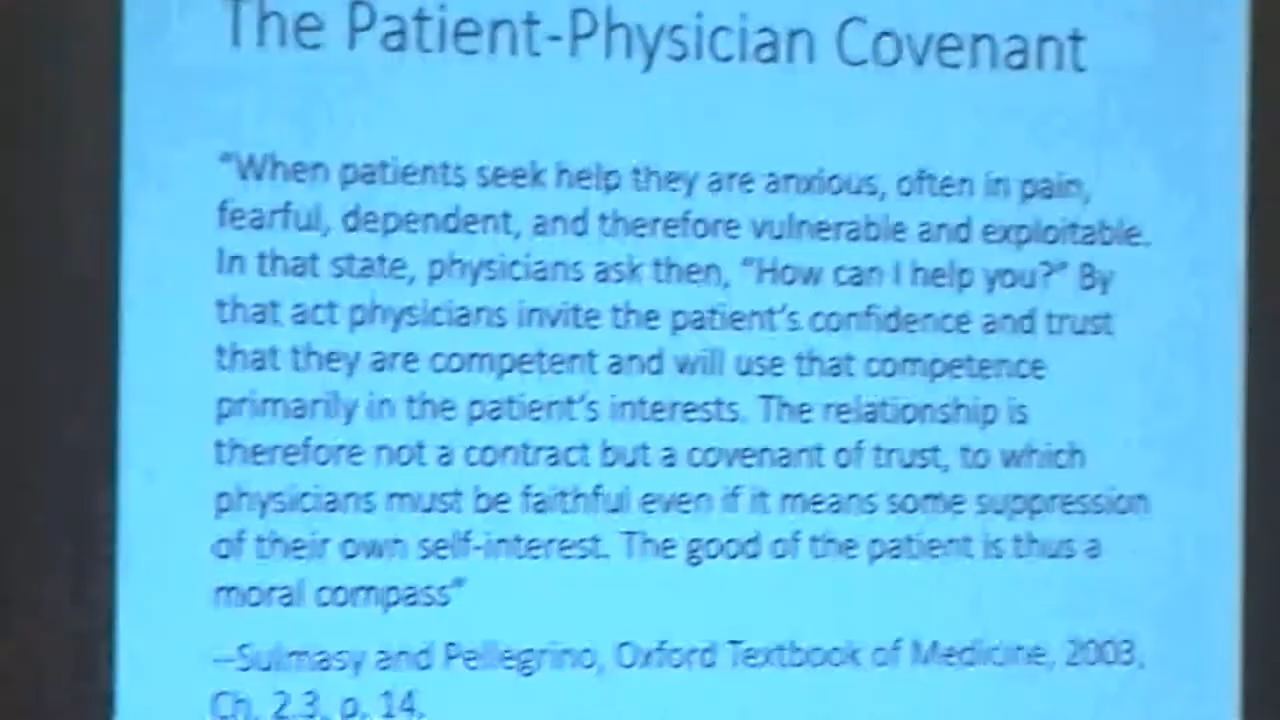 The Patient-Physician Covenant
"When patients seek help they are anxious, often in pain,
fearful, dependent, and therefore vulnerable and exploitable.
In that state, physicians ask then, "How can I help you?" By
that act physicians invite the patient's confidence and trust
that they are competent and will use that competence
primarily in the patient's interests. The relationship is
therefore not a contract but a covenant of trust, to which
physicians must be faithful even if it means some suppression
of their own self-interest. The good of the patient is thus a
moral compass"
—Sulmasy and Pellegrino, Oxford Textbook of Medicine, 2003,
Ch. 2.3, p. 14.